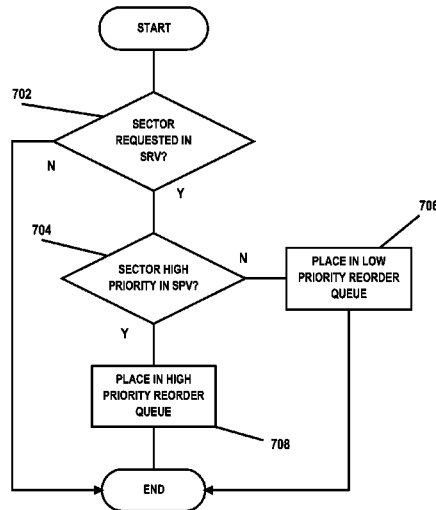 START
702
SECTOR
REQUESTED IN
SRV?
N
Y
704
706
SECTOR HIGH
PRIORITY IN SPV?
N
PLACE IN LOW
PRIORITY REORDER
QUEUE
Y
PLACE IN HIGH
PRIORITY REORDER
QUEUE
708
END